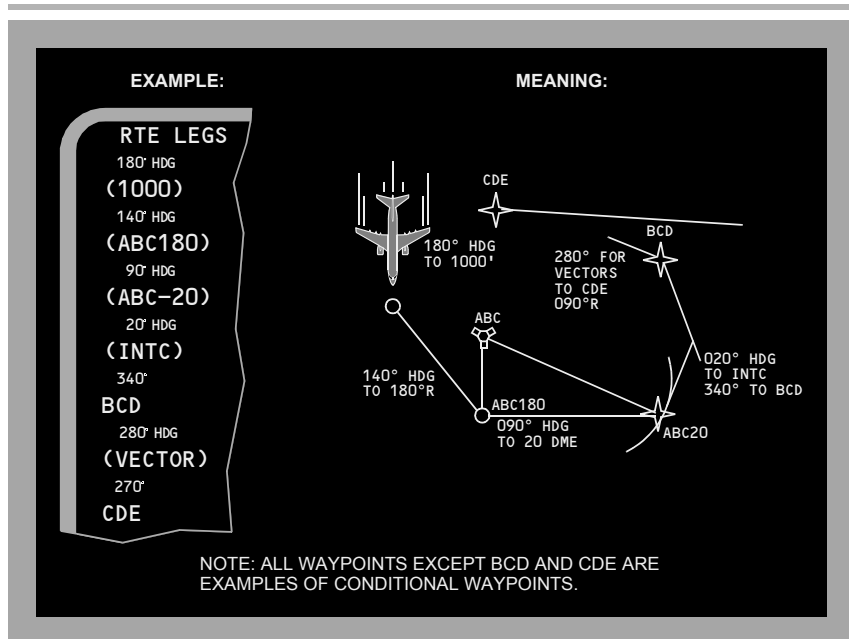 EXAMPLE:
MEANING:
RTE LEGS
180° HDG
(1000)
140° HDG
(ABC180)
90° HDG
(ABC-20)
20° HDG
(INTC)
340°
BCD
280° HDG
(VECTOR)
270°
CDE
180° HDG
TO 1000'
CDE
BCD
280° FOR
VECTORS
TO CDE
090°R
ABC
140° HDG
TO 180°R
ABC180
090° HDG
TO 20 DME
020° HDG
TO INTC
340° TO BCD
ABC20
NOTE: ALL WAYPOINTS EXCEPT BCD AND CDE ARE
EXAMPLES OF CONDITIONAL WAYPOINTS.